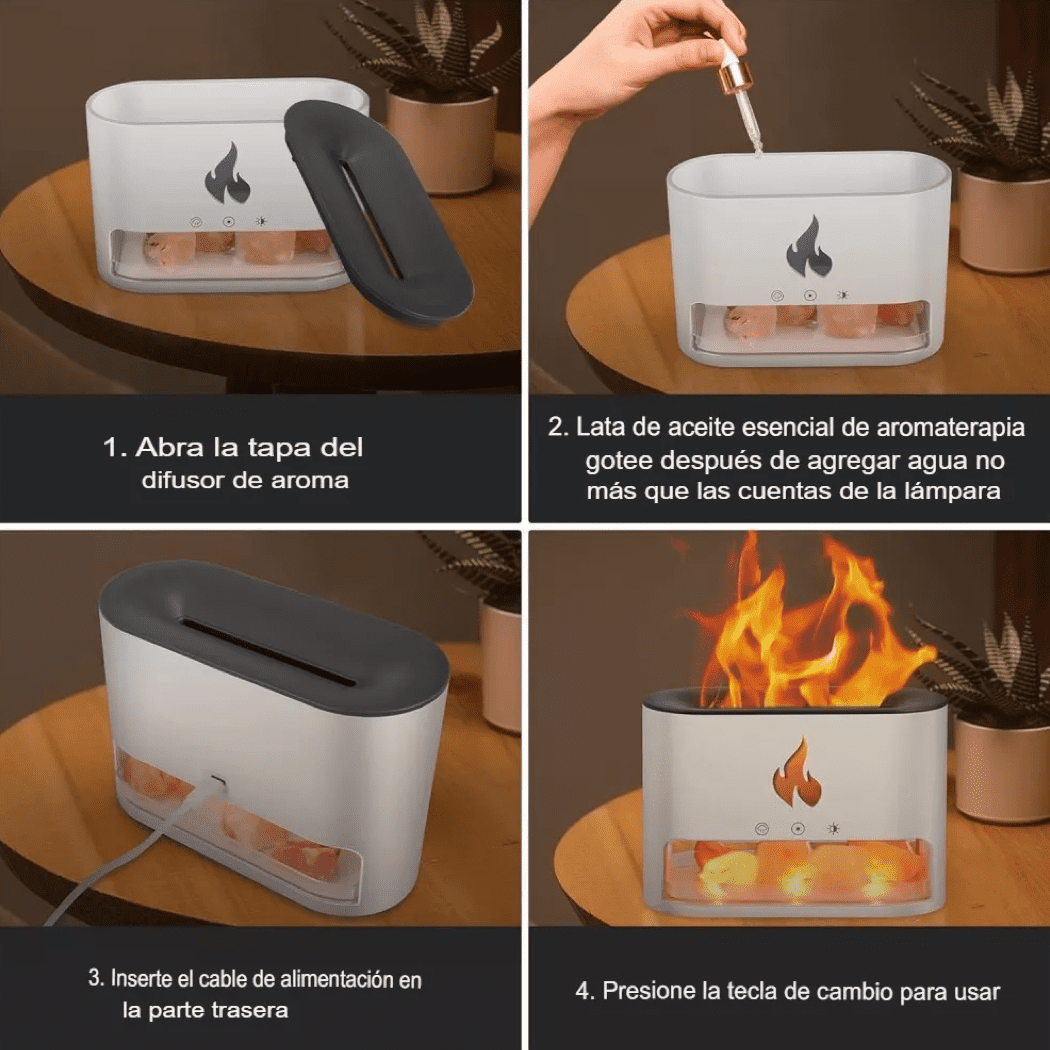 1. Abra la tapa del
difusor de aroma
2. Lata de aceite esencial de aromaterapia
gotee después de agregar agua no
más que las cuentas de la lámpara
3. Inserte el cable de alimentación en
la parte trasera
4. Presione la tecla de cambio para usar